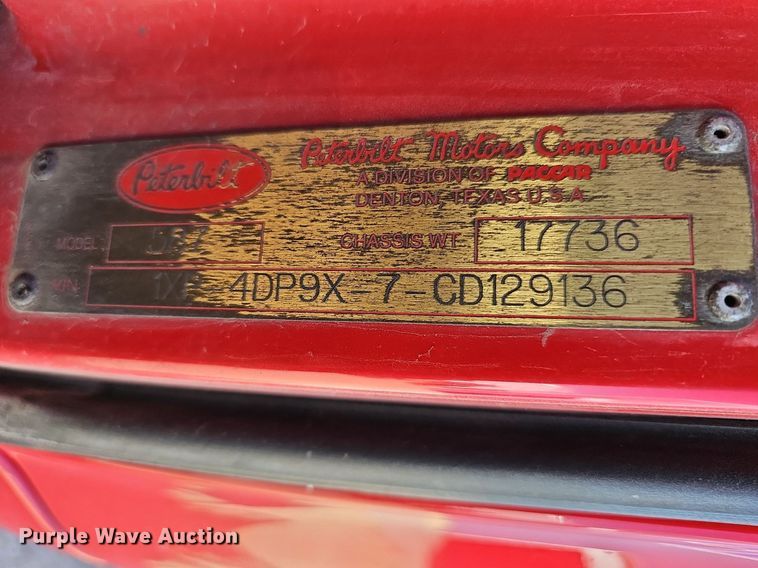 Peterbilt
Peterbilt Motors Company
A DIVISION OF PACCAR
DENTON, TEXAS U.S.A.
MODEL CHASSIS WT. 17736
VIN 4DP9X-7-CD129136
Purple Wave Auction